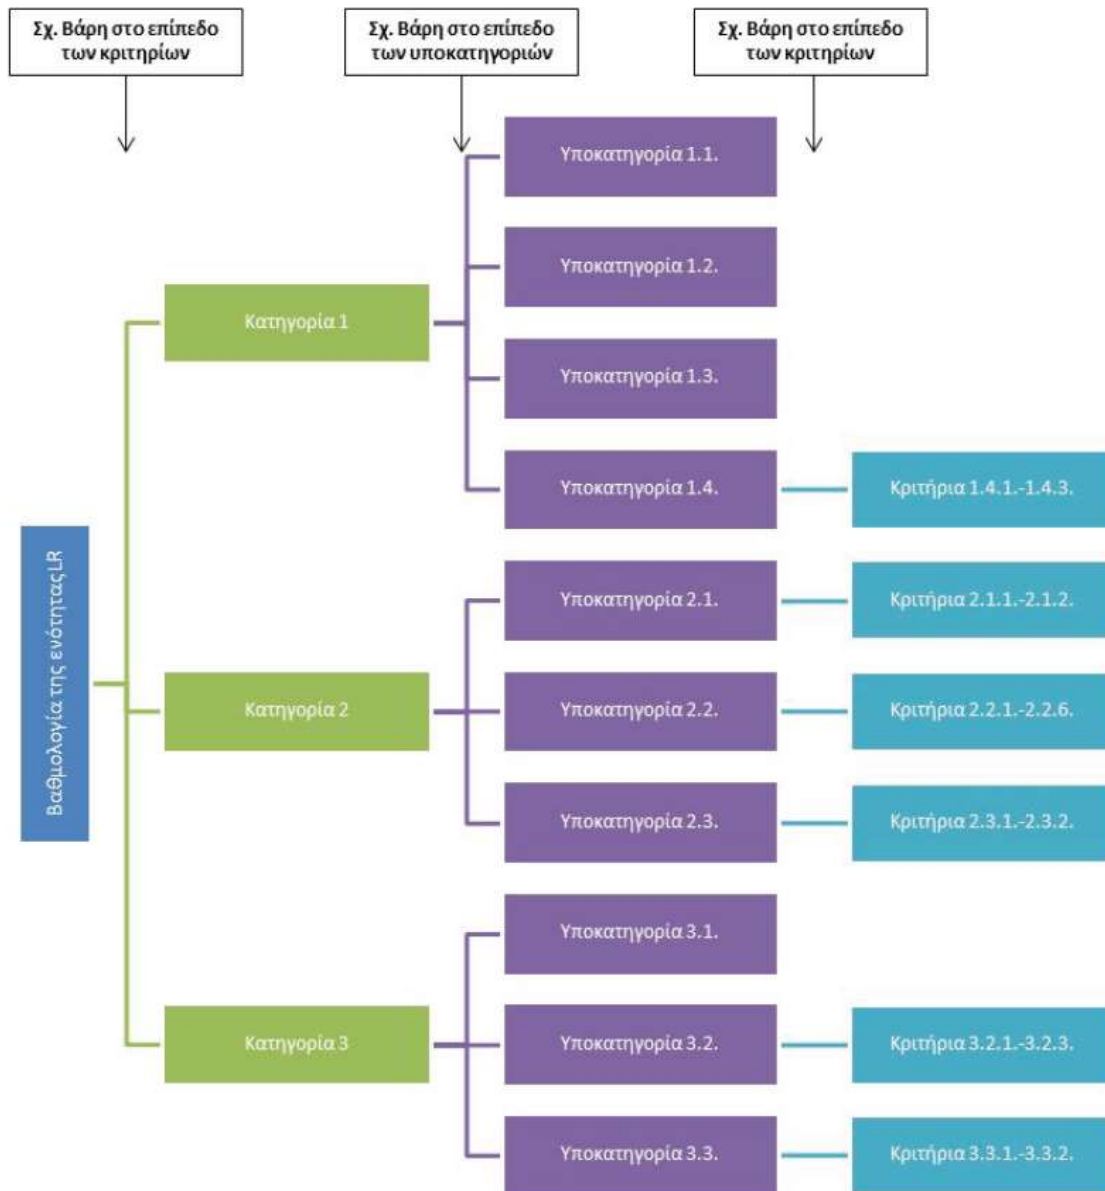 Σχ. Βάρη στο επίπεδο
των κριτηρίων
Σχ. Βάρη στο επίπεδο
των υποκατηγοριών
Σχ. Βάρη στο επίπεδο
των κριτηρίων
Βαθμολογία της ενότηταςLR
Κατηγορία 1
Υποκατηγορία 1.1.
Υποκατηγορία 1.2.
Υποκατηγορία 1.3.
Υποκατηγορία 1.4.
Κριτήρια 1.4.1.-1.4.3.
Κατηγορία 2
Υποκατηγορία 2.1.
Κριτήρια 2.1.1.-2.1.2.
Υποκατηγορία 2.2.
Κριτήρια 2.2.1.-2.2.6.
Υποκατηγορία 2.3.
Κριτήρια 2.3.1.-2.3.2.
Κατηγορία 3
Υποκατηγορία 3.1.
Υποκατηγορία 3.2.
Κριτήρια 3.2.1.-3.2.3.
Υποκατηγορία 3.3.
Κριτήρια 3.3.1.-3.3.2.